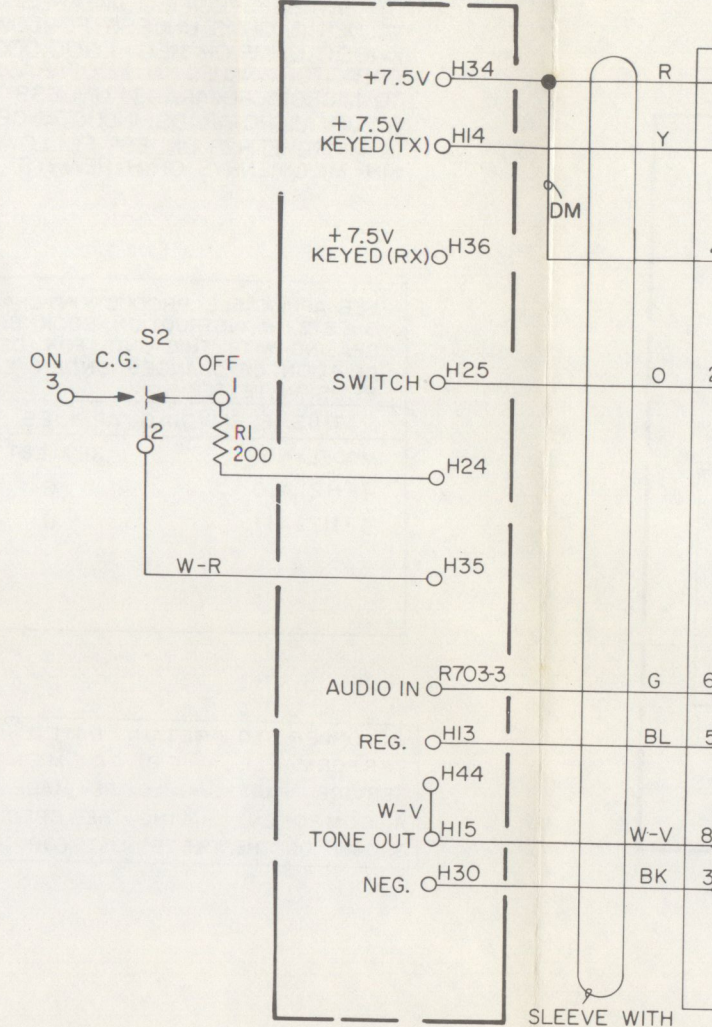 +7.5V H34 R
+ 7.5V
KEYED(TX) H14 Y
DM
+ 7.5V
KEYED(RX) H36
S2
ON C.G. OFF
3 1
SWITCH H25 O 2
2
R1
200
H24
W-R H35
AUDIO IN R703-3 G 6
REG. H13 BL 5
H44
W-V
TONE OUT H15 W-V 8
NEG. H30 BK 3
SLEEVE WITH